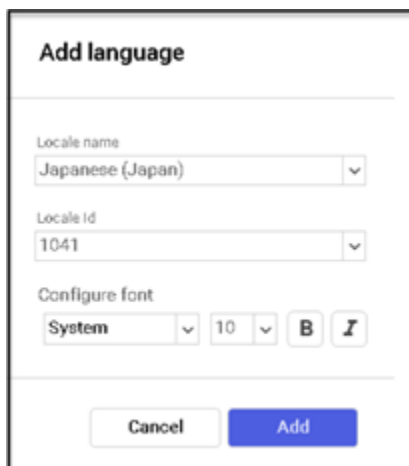 Add language
Locale name
Japanese (Japan)
Locale Id
1041
Configure font
System 10 B I
Cancel Add